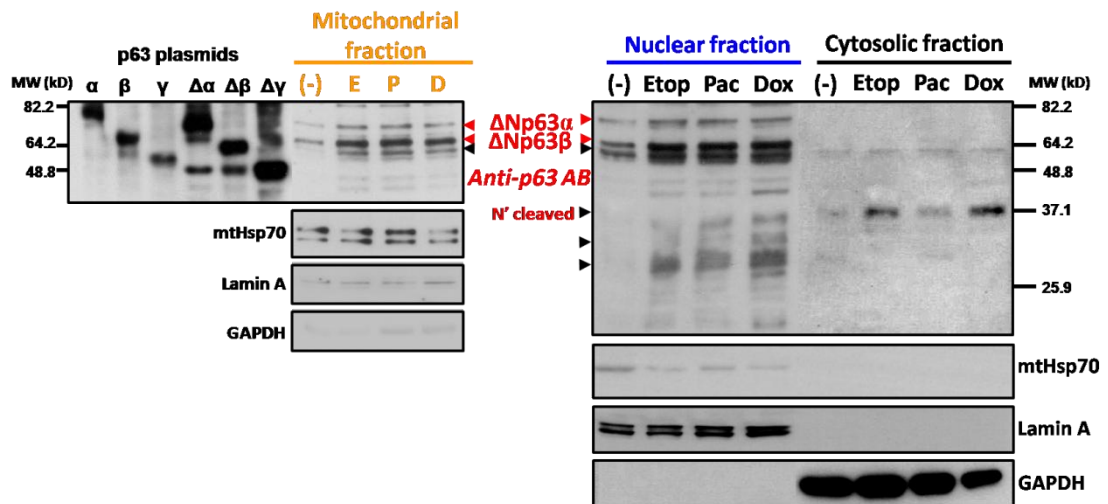 Mitochondrial
fraction
p63 plasmids
MW (kD) α β γ Δα Δβ Δγ (-) E P D
82.2
64.2
48.8
ΔNp63α
ΔNp63β
Anti-p63 AB
N' cleaved
mtHsp70
Lamin A
GAPDH
Nuclear fraction Cytosolic fraction
(-) Etop Pac Dox (-) Etop Pac Dox MW (kD)
82.2
64.2
48.8
37.1
25.9
mtHsp70
Lamin A
GAPDH